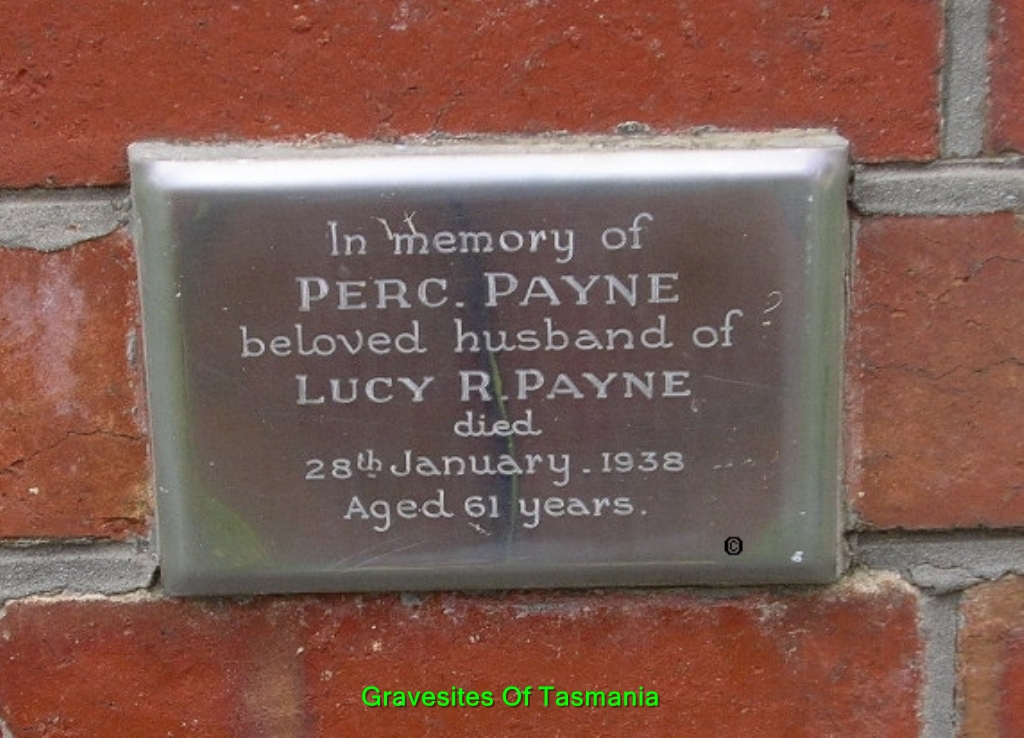 In memory of
PERC. PAYNE
beloved husband of
LUCY R. PAYNE
died
28th January. 1938
Aged 61 years.
©
Gravesites Of Tasmania